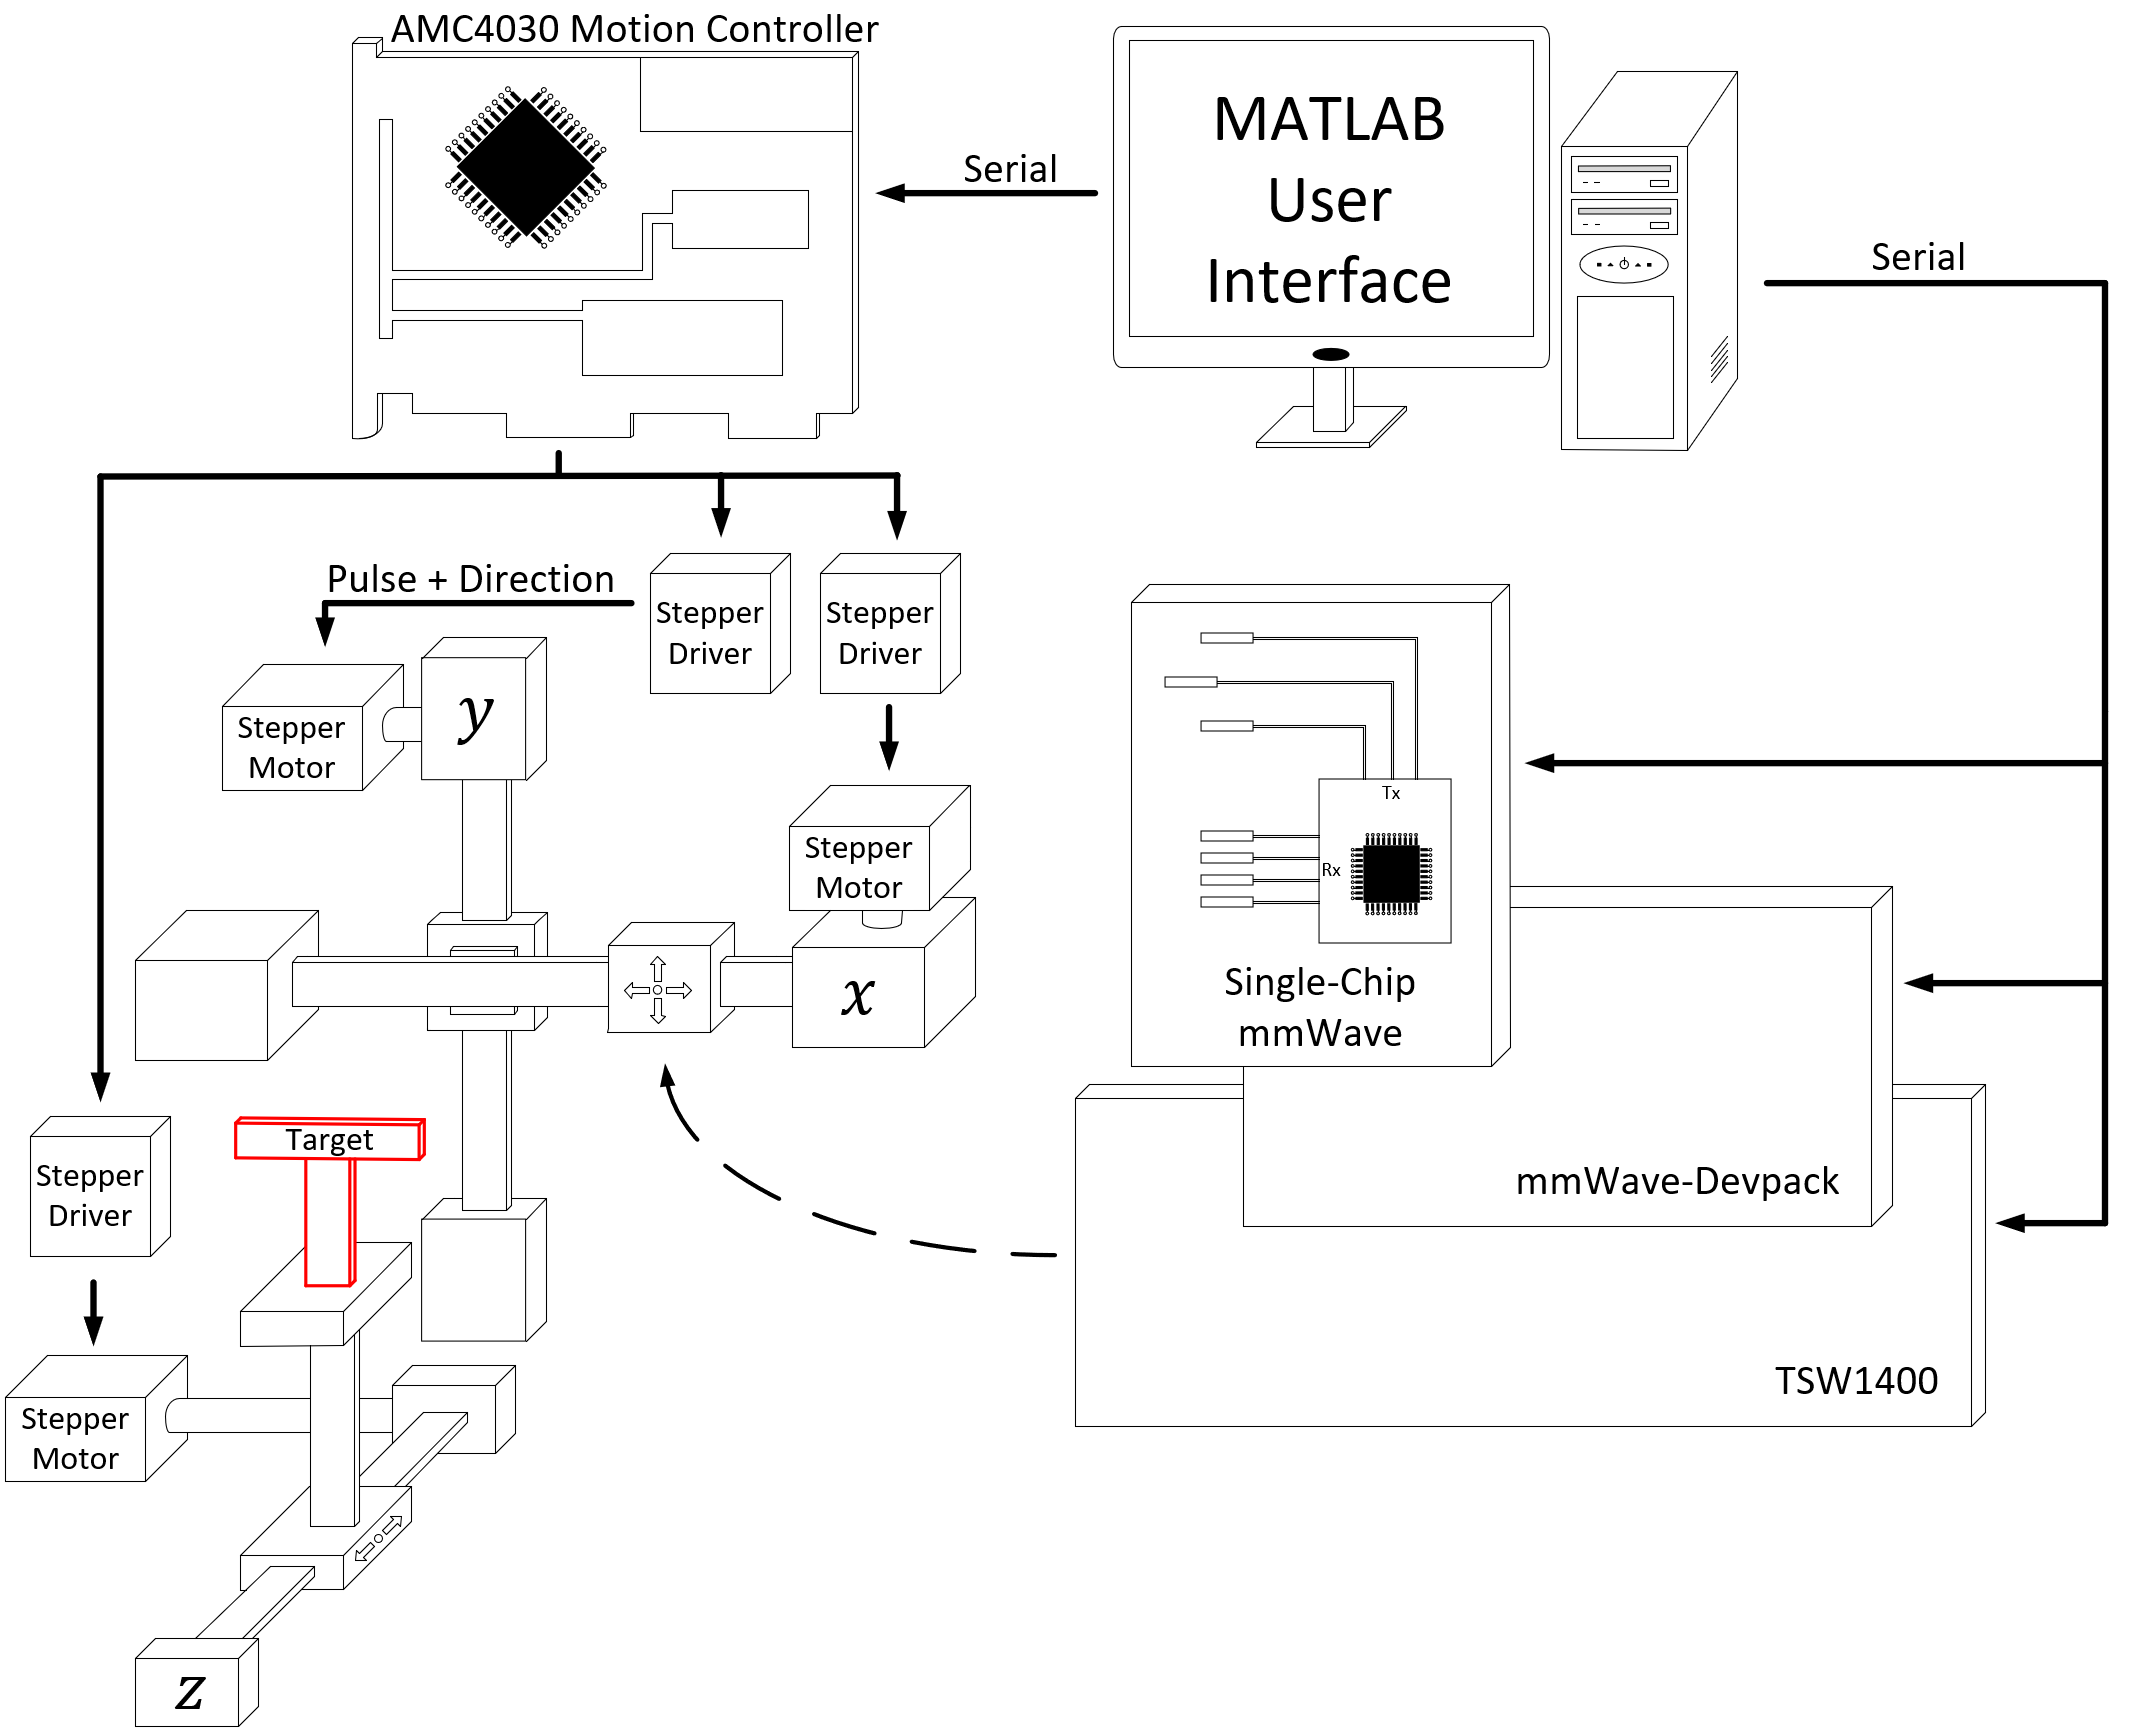 AMC4030 Motion Controller
MATLAB
User
Interface
Serial
Serial
Pulse + Direction
Stepper
Driver
Stepper
Driver
Stepper
Motor
y
Stepper
Motor
x
Tx
Rx
Single-Chip
mmWave
mmWave-Devpack
TSW1400
Target
Stepper
Driver
Stepper
Motor
z